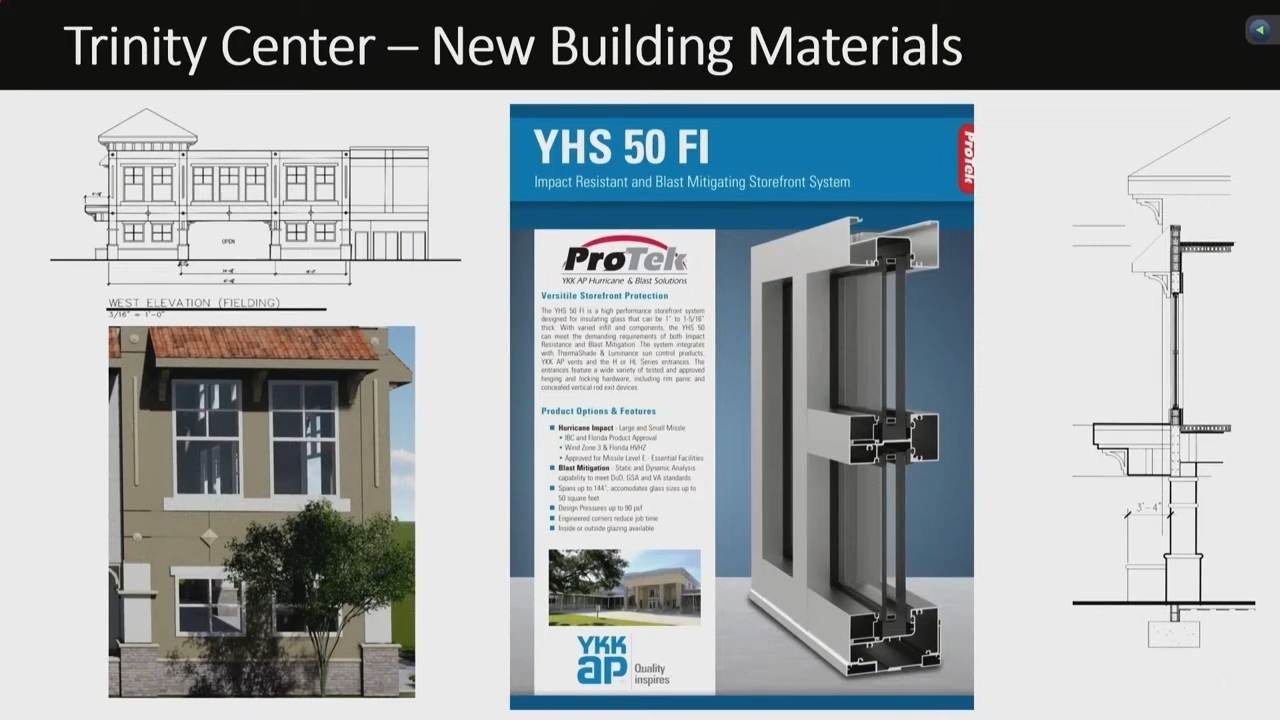 Trinity Center – New Building Materials
OPEN
WEST ELEVATION (FIELDING)
3/16" = 1'-0"
YHS 50 FI
Impact Resistant and Blast Mitigating Storefront System
ProTek
ProTek
YKK AP Hurricane & Blast Solutions
Versitile Storefront Protection
The YHS 50 FI is a high performance storefront system
designed for insulating glass that can be 1" to 1-5/16"
thick. With varied infill and components, the YHS 50
can meet the demanding requirements of both Impact
Resistance and Blast Mitigation. The system integrates
with ThermaShade & Luminance sun control products,
YKK AP vents and the H or HL Series entrances. The
entrances feature a wide variety of tested and approved
hinging and locking hardware, including rim panic and
concealed vertical rod exit devices.
Product Options & Features
Hurricane Impact - Large and Small Missle
• IBC and Florida Product Approval
• Wind Zone 3 & Florida HVHZ
• Approved for Missile Level E - Essential Facilities
Blast Mitigation - Static and Dynamic Analysis
capability to meet DoD, GSA and VA standards
Spans up to 144", accomodates glass sizes up to
50 square feet
Design Pressures up to 90 psf
Engineered corners reduce job time
Inside or outside glazing available
YKK
ap
Quality
inspires
3'-4"